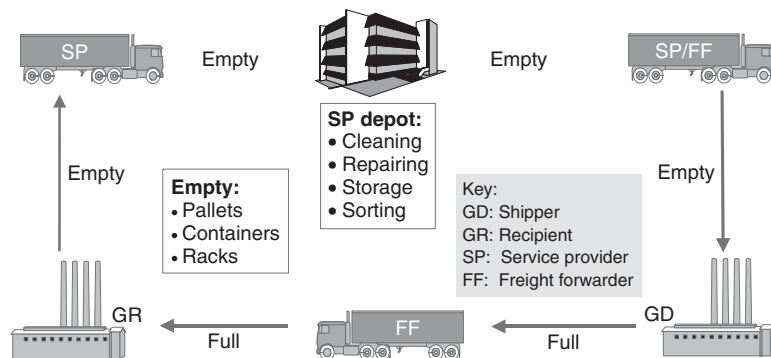 SP
Empty
Empty
SP/FF
SP depot:
• Cleaning
• Repairing
• Storage
• Sorting
Empty
Empty
Empty:
• Pallets
• Containers
• Racks
Key:
GD: Shipper
GR: Recipient
SP: Service provider
FF: Freight forwarder
GR
Full
FF
Full
GD